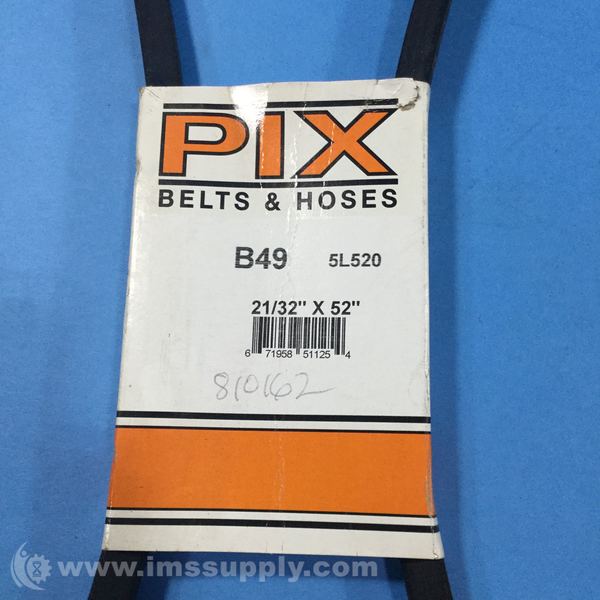 PIX
BELTS & HOSES
B49 5L520
21/32" X 52"
6 71958 51125 4
810162
www.imssupply.com